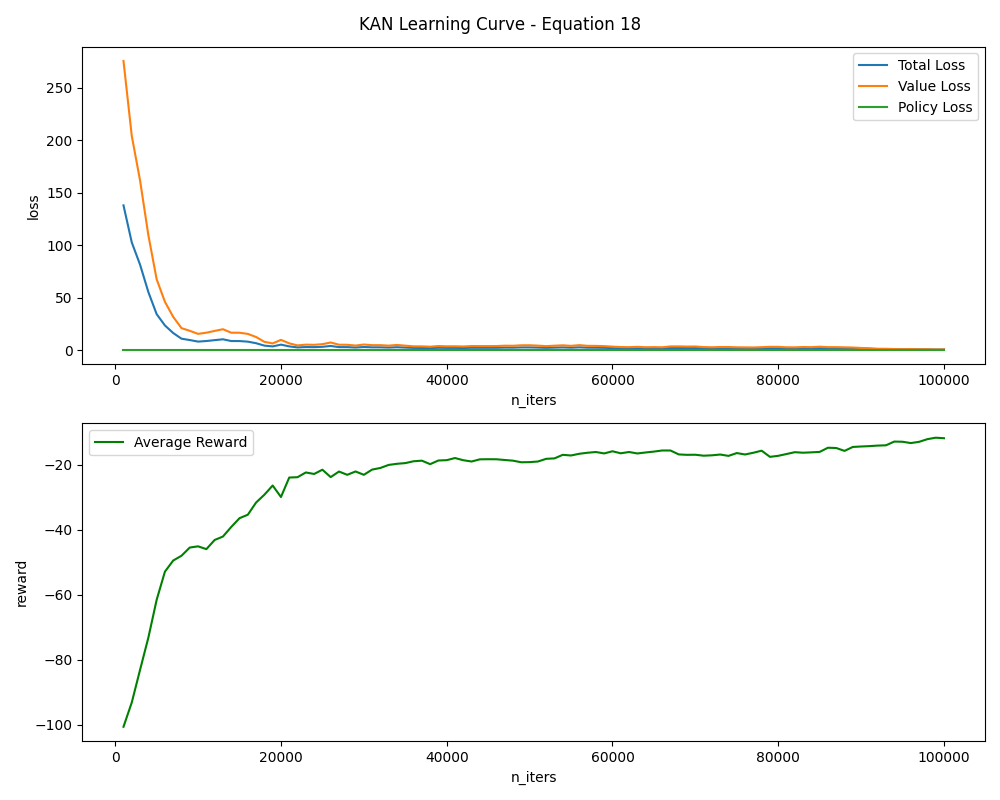 KAN Learning Curve - Equation 18
Total Loss
Value Loss
Policy Loss
250
200
150
100
50
0
loss
0 20000 40000 60000 80000 100000
n_iters
Average Reward
−20
−40
−60
−80
−100
reward
0 20000 40000 60000 80000 100000
n_iters